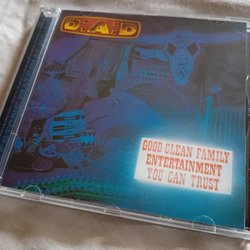 D.A.D
GOOD CLEAN FAMILY
ENTERTAINMENT
YOU CAN TRUST